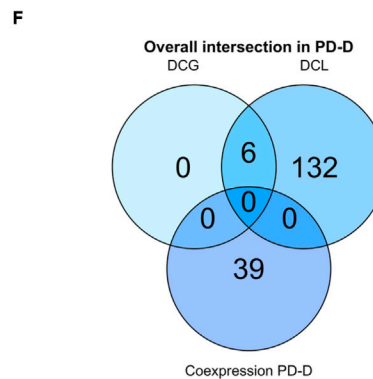 F
Overall intersection in PD-D
DCG DCL
0 6 132
0 0 0
39
Coexpression PD-D